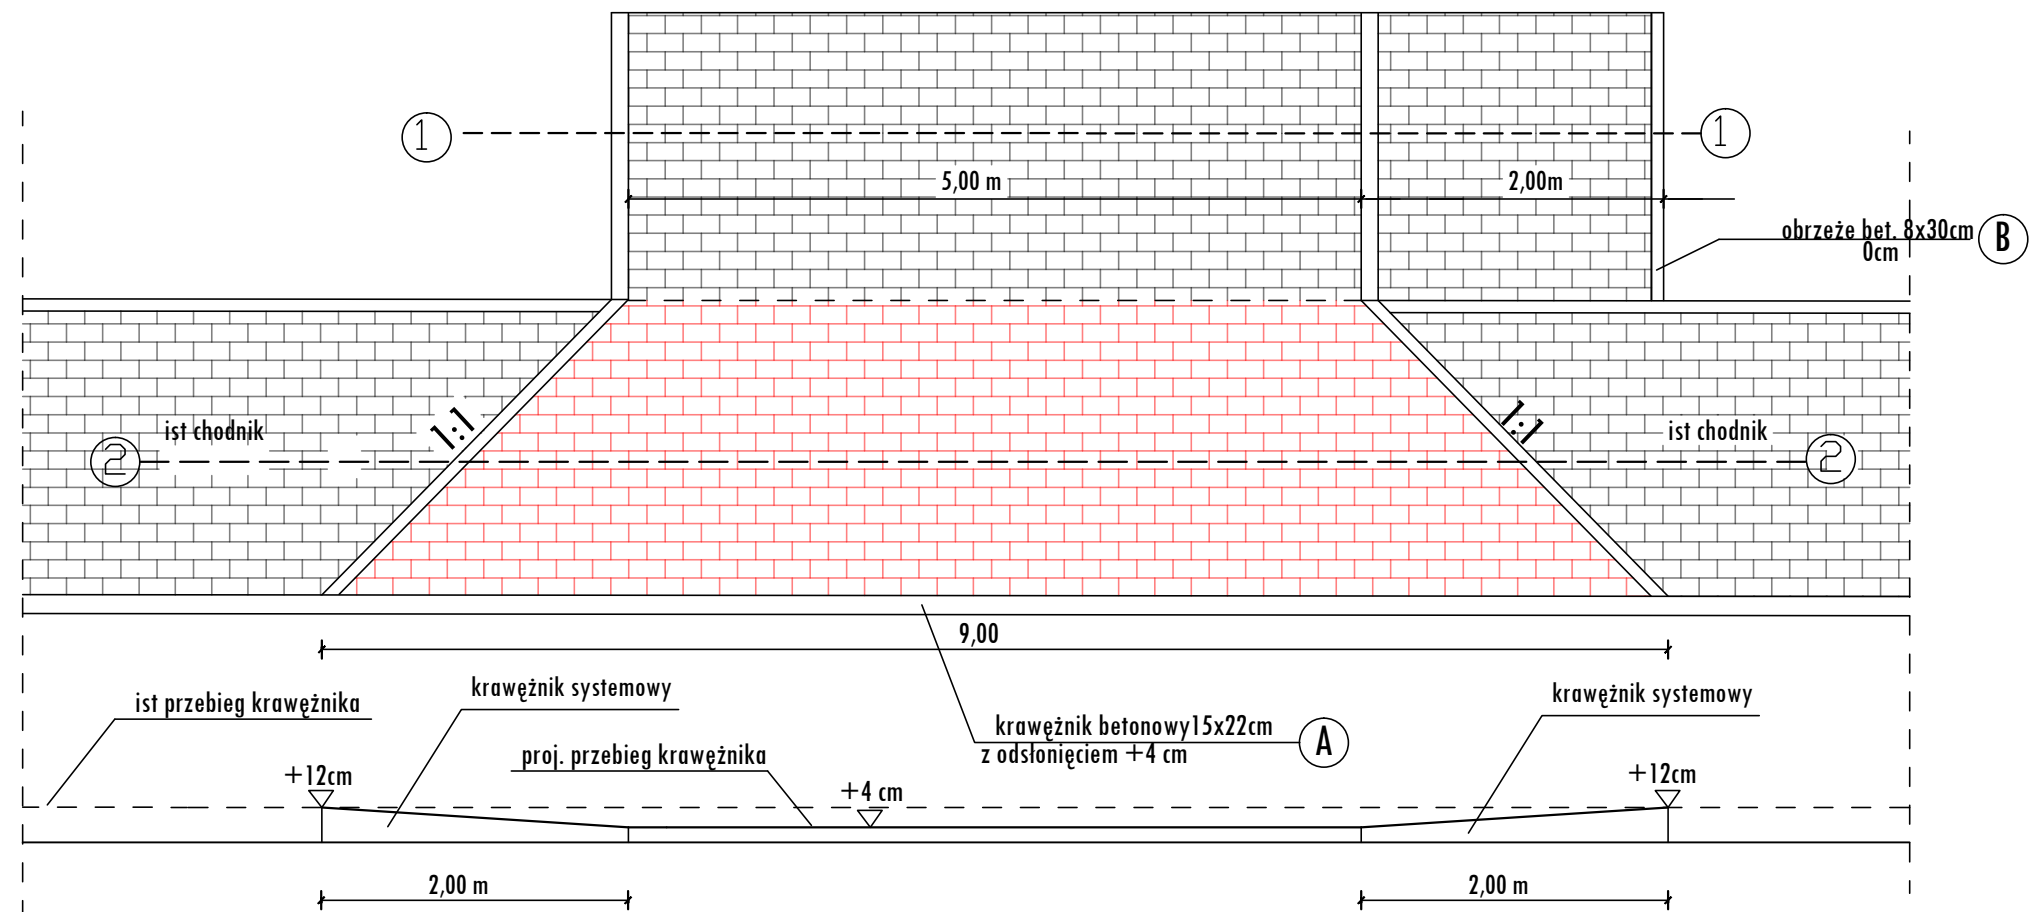 1
1
5,00 m
2,00m
obrzeże bet. 8x30cm
0cm
B
1:1
1:1
ist chodnik
ist chodnik
2
2
9,00
krawężnik systemowy
krawężnik systemowy
ist przebieg krawężnika
krawężnik betonowy15x22cm
z odsłonięciem +4 cm
A
proj. przebieg krawężnika
+12cm
+4 cm
+12cm
2,00 m
2,00 m